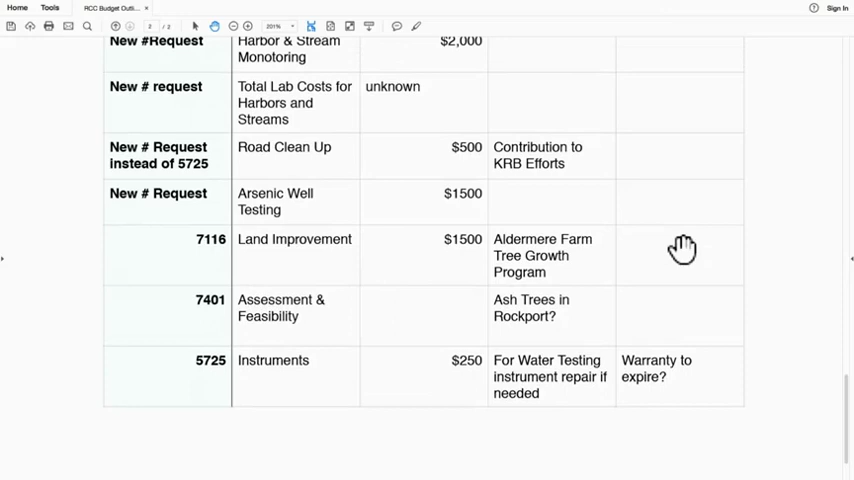 Home Tools RCC Budget Outli... × Sign In
2 / 2 201%
New #Request Harbor & Stream $2,000
Monotoring
New # request Total Lab Costs for unknown
Harbors and
Streams
New # Request Road Clean Up $500 Contribution to
instead of 5725 KRB Efforts
New # Request Arsenic Well $1500
Testing
7116 Land Improvement $1500 Aldermere Farm
Tree Growth
Program
7401 Assessment & Ash Trees in
Feasibility Rockport?
5725 Instruments $250 For Water Testing Warranty to
instrument repair if expire?
needed